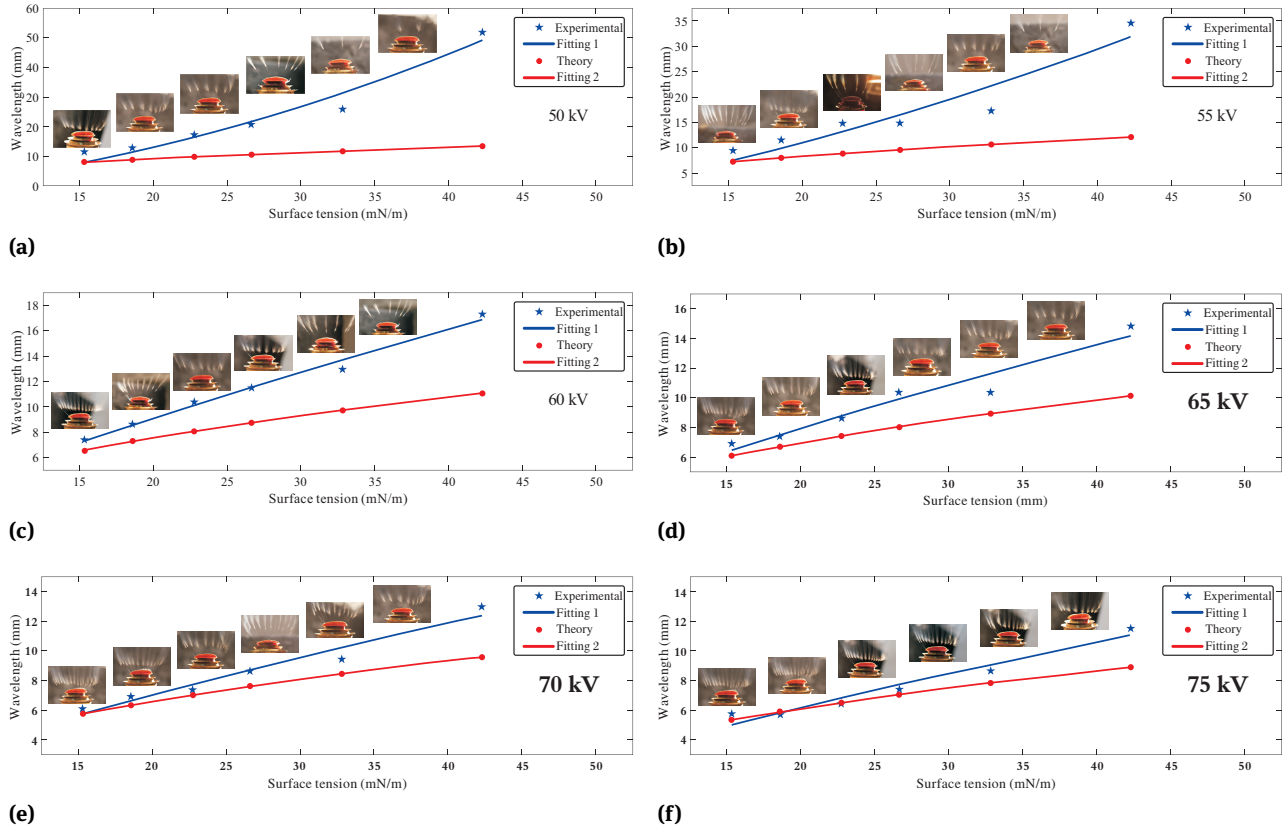 60
50
40
30
20
10
0
Wavelength (mm)
15 20 25 30 35 40 45 50
Surface tension (mN/m)
Experimental
Fitting 1
Theory
Fitting 2
50 kV
(a)
35
30
25
20
15
10
5
Wavelength (mm)
15 20 25 30 35 40 45 50
Surface tension (mN/m)
Experimental
Fitting 1
Theory
Fitting 2
55 kV
(b)
18
16
14
12
10
8
6
Wavelength (mm)
15 20 25 30 35 40 45 50
Surface tension (mN/m)
Experimental
Fitting 1
Theory
Fitting 2
60 kV
(c)
16
14
12
10
8
6
Wavelength (mm)
15 20 25 30 35 40 45 50
Surface tension (mm)
Experimental
Fitting 1
Theory
Fitting 2
65 kV
(d)
14
12
10
8
6
4
Wavelength (mm)
15 20 25 30 35 40 45 50
Surface tension (mN/m)
Experimental
Fitting 1
Theory
Fitting 2
70 kV
(e)
14
12
10
8
6
4
Wavelength (mm)
15 20 25 30 35 40 45 50
Surface tension (mN/m)
Experimental
Fitting 1
Theory
Fitting 2
75 kV
(f)